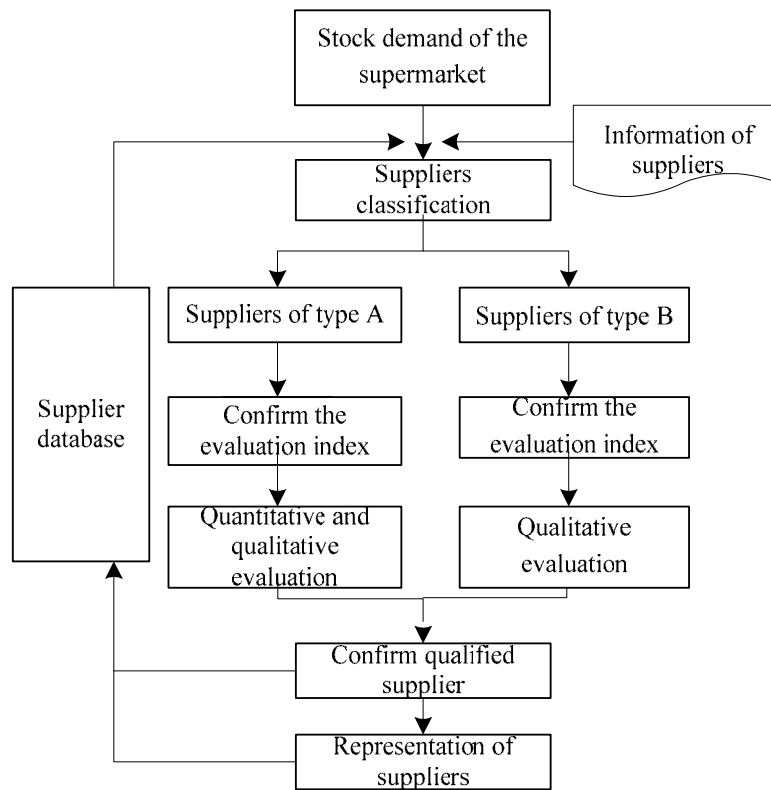 Stock demand of the
supermarket
Information of
suppliers
Suppliers
classification
Suppliers of type A
Suppliers of type B
Supplier
database
Confirm the
evaluation index
Confirm the
evaluation index
Quantitative and
qualitative
evaluation
Qualitative
evaluation
Confirm qualified
supplier
Representation of
suppliers